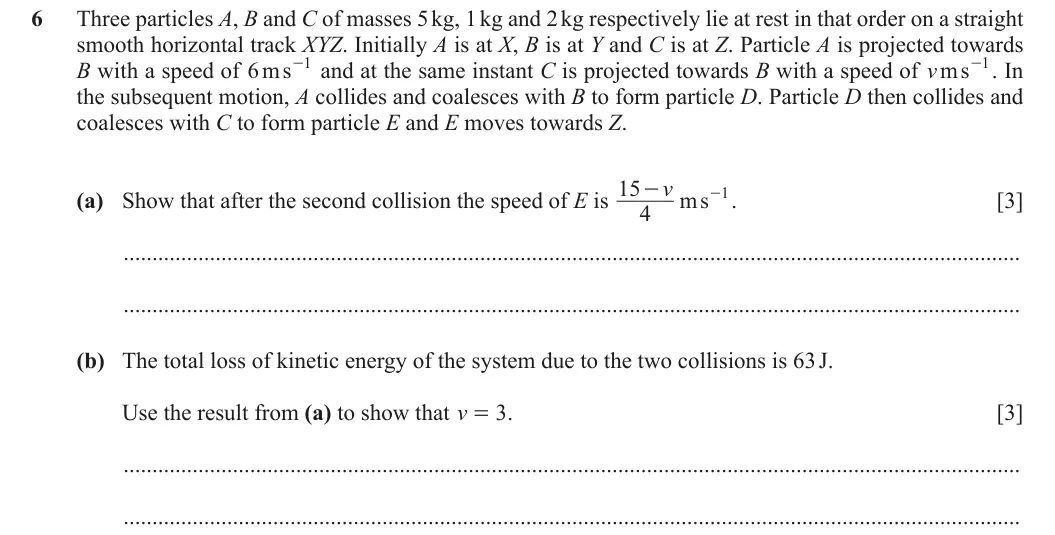 6 Three particles A, B and C of masses 5 kg, 1 kg and 2 kg respectively lie at rest in that order on a straight
smooth horizontal track XYZ. Initially A is at X, B is at Y and C is at Z. Particle A is projected towards
B with a speed of 6 m s⁻¹ and at the same instant C is projected towards B with a speed of v m s⁻¹. In
the subsequent motion, A collides and coalesces with B to form particle D. Particle D then collides and
coalesces with C to form particle E and E moves towards Z.
(a) Show that after the second collision the speed of E is (15 − v)/4 m s⁻¹. [3]
(b) The total loss of kinetic energy of the system due to the two collisions is 63 J.
Use the result from (a) to show that v = 3. [3]